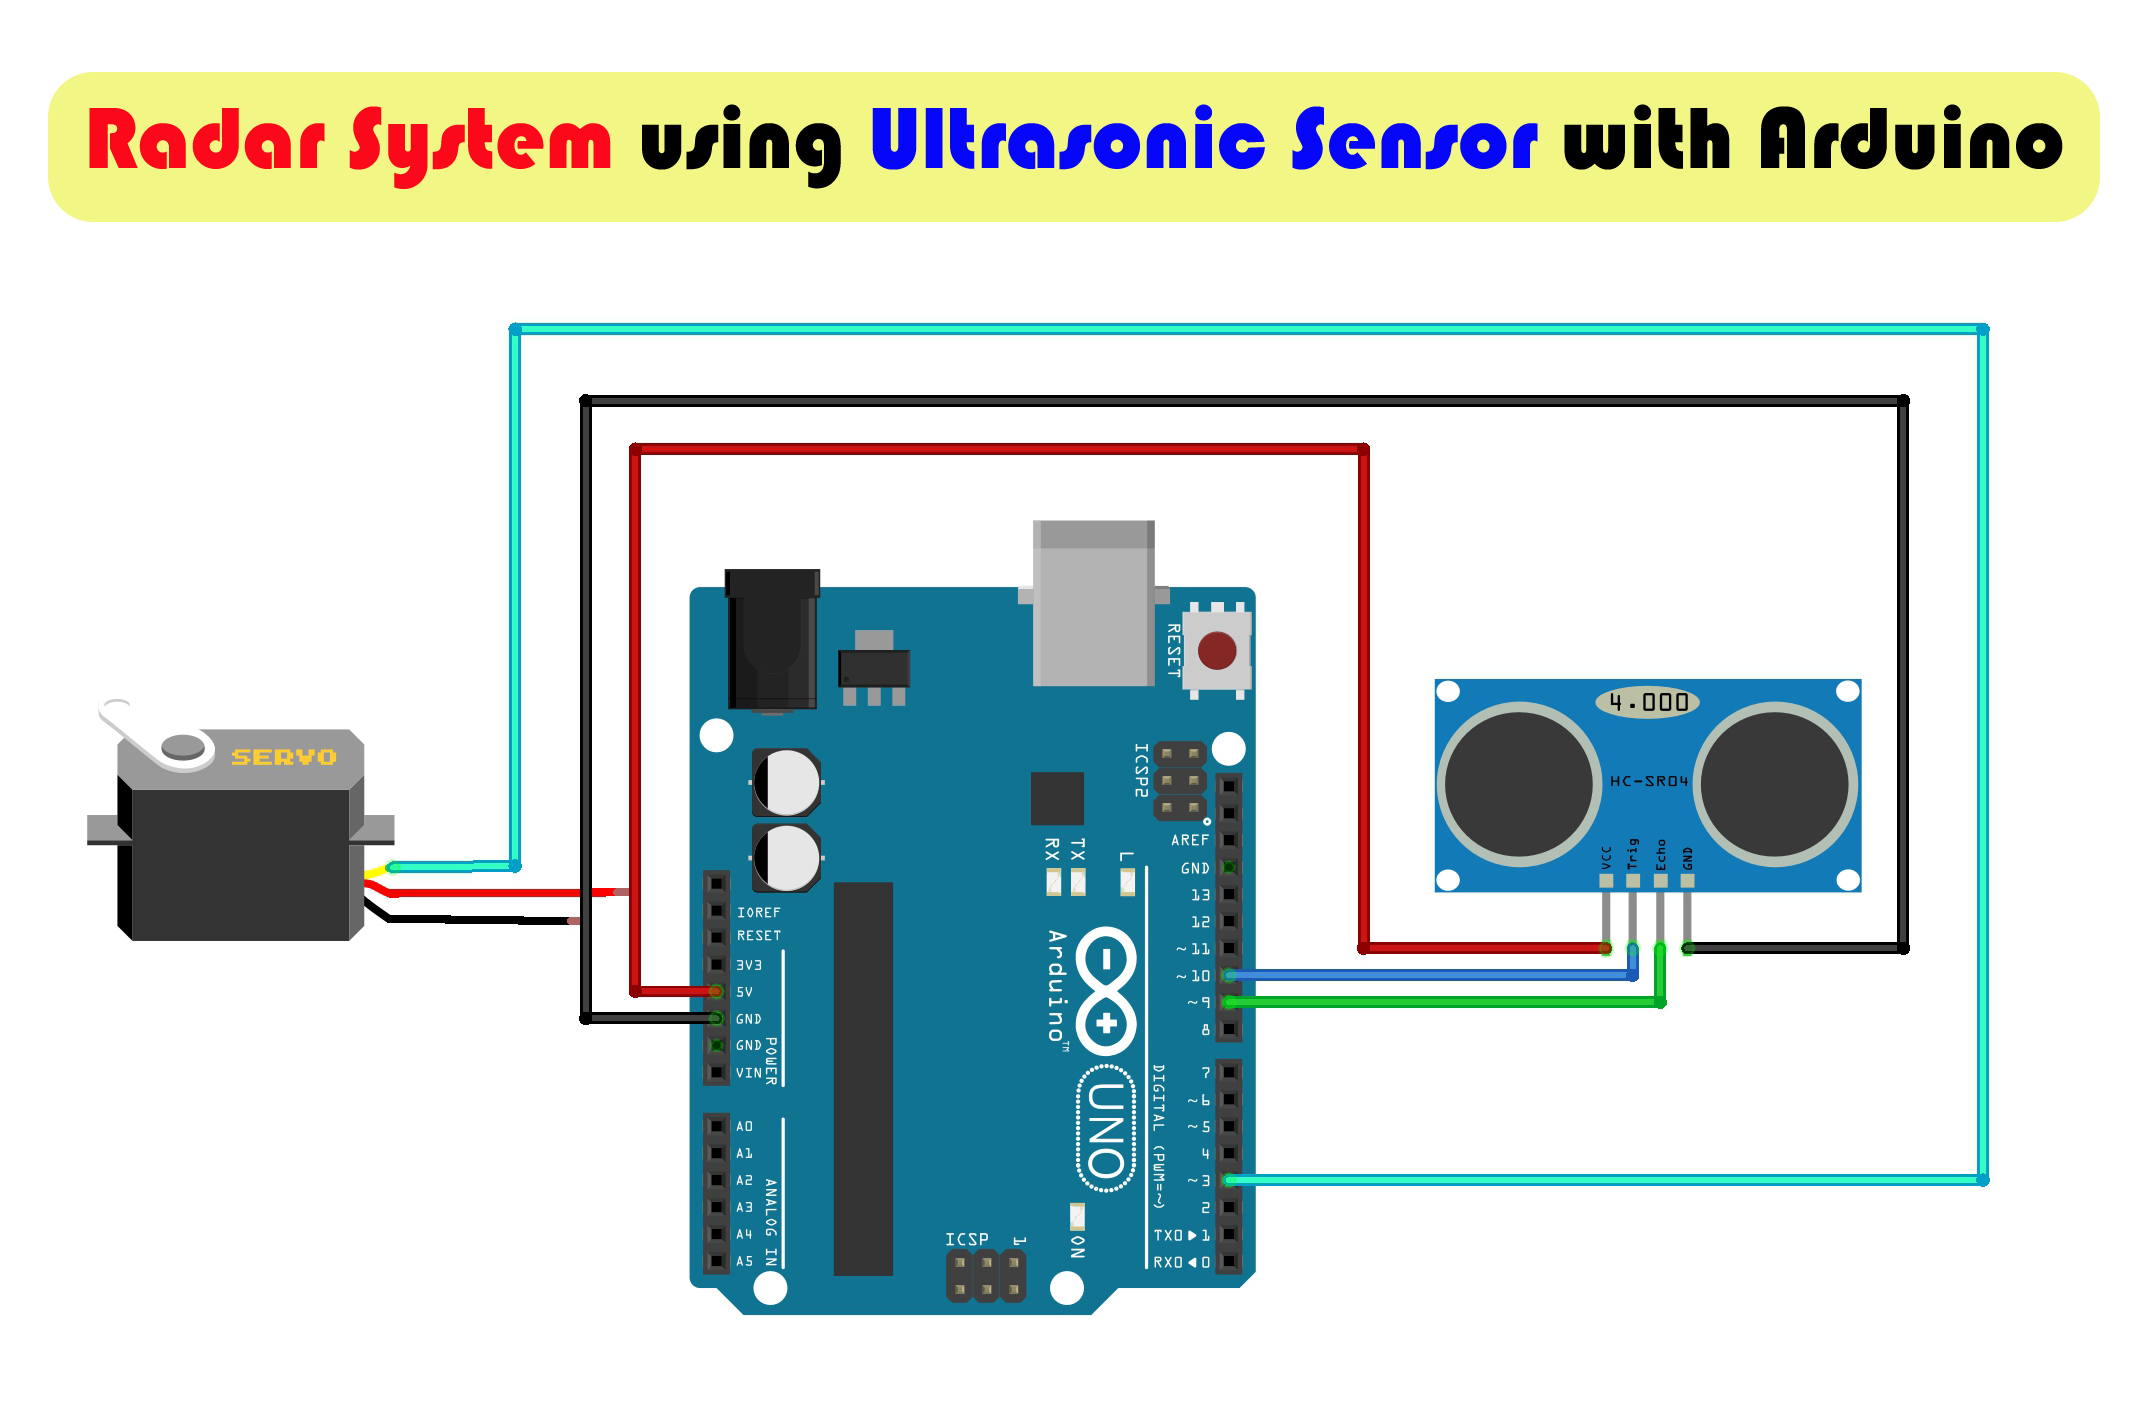 Radar System using Ultrasonic Sensor with Arduino
SERVO
RESET
ICSP2
AREF
GND
13
12
~11
~10
~9
8
7
~6
~5
4
~3
2
TX0▶1
RX0◀0
DIGITAL (PWM=~)
RX
TX
L
IOREF
RESET
3V3
5V
GND
GND
VIN
POWER
A0
A1
A2
A3
A4
A5
ANALOG IN
Arduino™
UNO
ICSP
1
ON
4.000
HC-SR04
VCC
Trig
Echo
GND